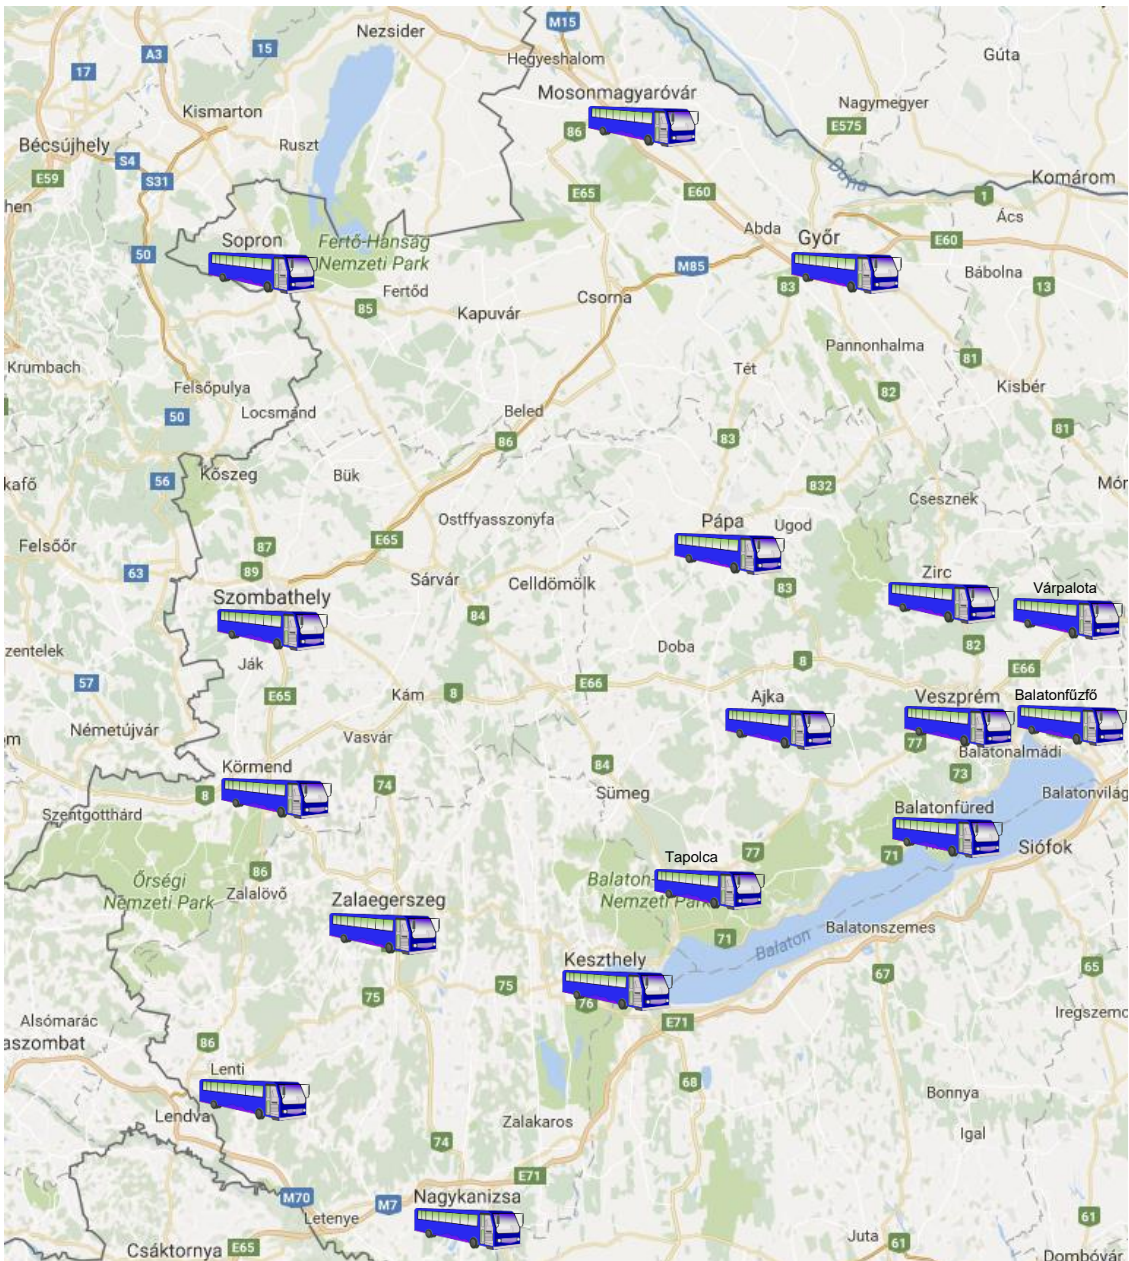 Nezsider
M15
A3
15
Hegyeshalom
Gúta
17
Mosonmagyaróvár
Kismarton
Nagymegyer
86
E575
Bécsújhely
Ruszt
S4
E59
S31
Duna
Komárom
E65
E60
1
hen
Ács
Abda
Sopron
Fertő-Hanság
Nemzeti Park
Győr
E60
50
M85
Bábolna
83
13
Fertőd
Csorna
85
Kapuvár
Pannonhalma
81
Krumbach
Tét
Felsőpulya
82
Kisbér
50
Locsmánd
Beled
83
81
86
Kőszeg
Bük
56
kafő
832
Mór
Csesznek
Ostffyasszonyfa
Pápa
Ugod
E65
Felsőőr
87
63
89
Sárvár
Celldömölk
Zirc
83
Várpalota
Szombathely
84
82
zentelek
Ják
Doba
8
E66
57
E65
Kám
8
E66
Ajka
Veszprém
Balatonfűzfő
Németújvár
Vasvár
om
77
Balatonalmádi
Körmend
84
73
74
8
Sümeg
Balatonvilág
Szentgotthárd
Balatonfüred
Siófok
77
71
Tapolca
Őrségi
Nemzeti Park
86
Zalalövő
Balaton-
Nemzeti Park
Zalaegerszeg
71
Balaton
Balatonszemes
Keszthely
67
65
75
75
76
E71
Iregszemc
Alsómarác
aszombat
86
Lenti
68
Bonnya
Lendva
Zalakaros
Igal
74
E71
M70
M7
Nagykanizsa
Letenye
61
Csáktornya
E65
Juta
61
Dombóvár